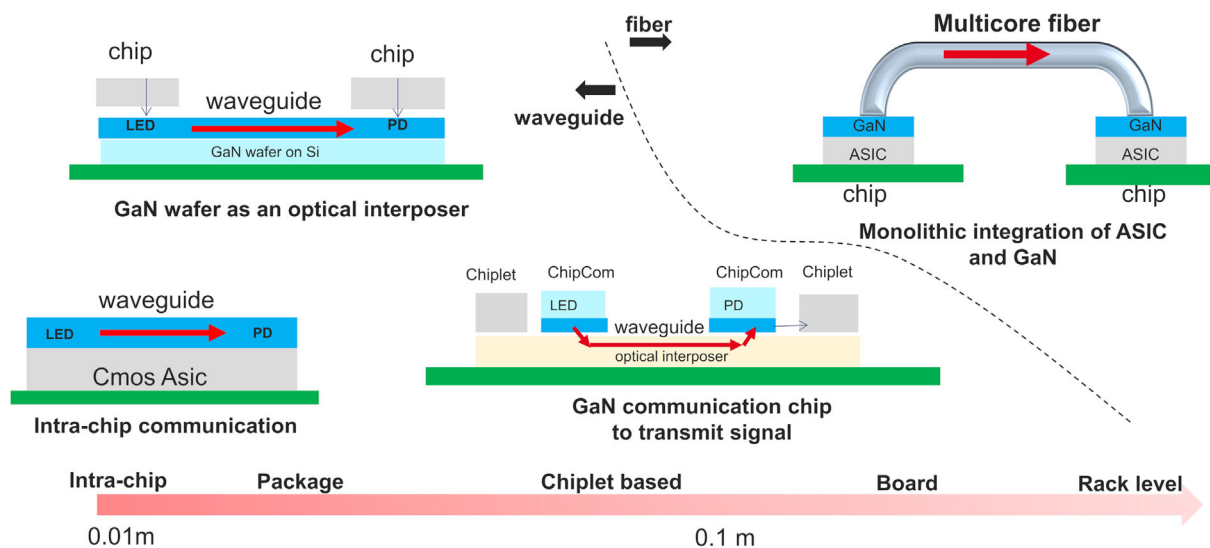 chip
chip
waveguide
LED
PD
GaN wafer on Si
GaN wafer as an optical interposer
fiber
waveguide
Multicore fiber
GaN
GaN
ASIC
ASIC
chip
chip
Monolithic integration of ASIC
and GaN
waveguide
LED
PD
Cmos Asic
Intra-chip communication
Chiplet
ChipCom
ChipCom
Chiplet
LED
PD
waveguide
optical interposer
GaN communication chip
to transmit signal
Intra-chip
Package
Chiplet based
Board
Rack level
0.01m
0.1 m